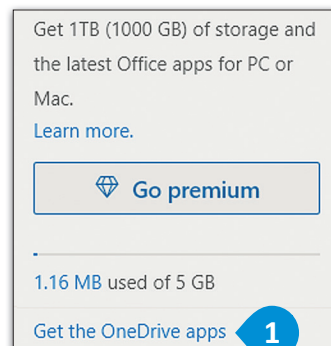 Get 1TB (1000 GB) of storage and
the latest Office apps for PC or
Mac.
Learn more.
Go premium
1.16 MB used of 5 GB
Get the OneDrive apps 1